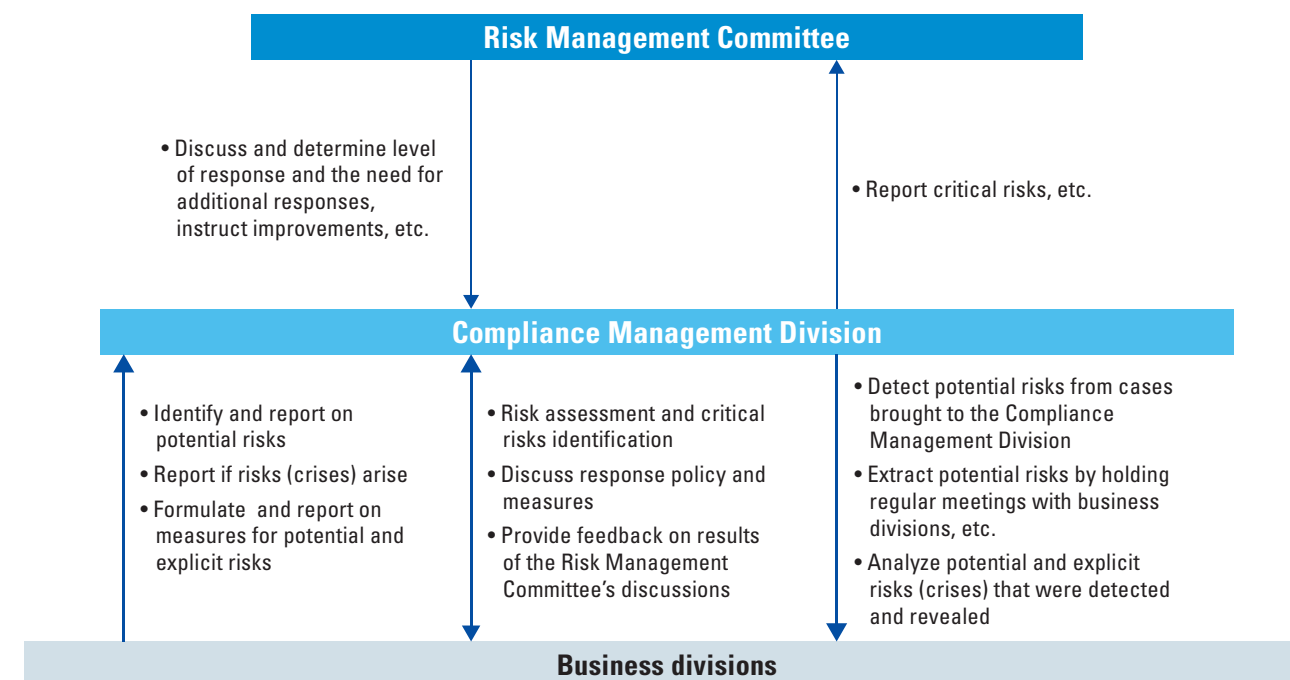 Risk Management Committee
• Discuss and determine level
of response and the need for
additional responses,
instruct improvements, etc.
• Report critical risks, etc.
Compliance Management Division
• Identify and report on
potential risks
• Report if risks (crises) arise
• Formulate and report on
measures for potential and
explicit risks
• Risk assessment and critical
risks identification
• Discuss response policy and
measures
• Provide feedback on results
of the Risk Management
Committee’s discussions
• Detect potential risks from cases
brought to the Compliance
Management Division
• Extract potential risks by holding
regular meetings with business
divisions, etc.
• Analyze potential and explicit
risks (crises) that were detected
and revealed
Business divisions